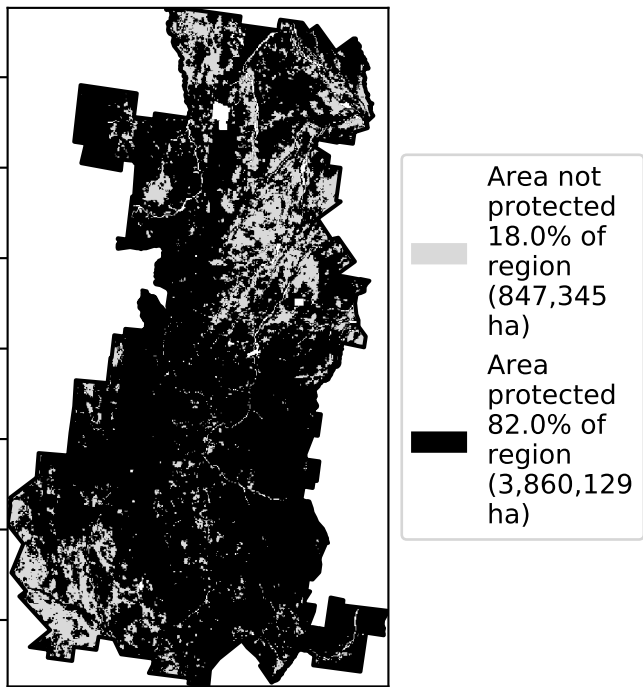 Area not
protected
18.0% of
region
(847,345
ha)
Area
protected
82.0% of
region
(3,860,129
ha)